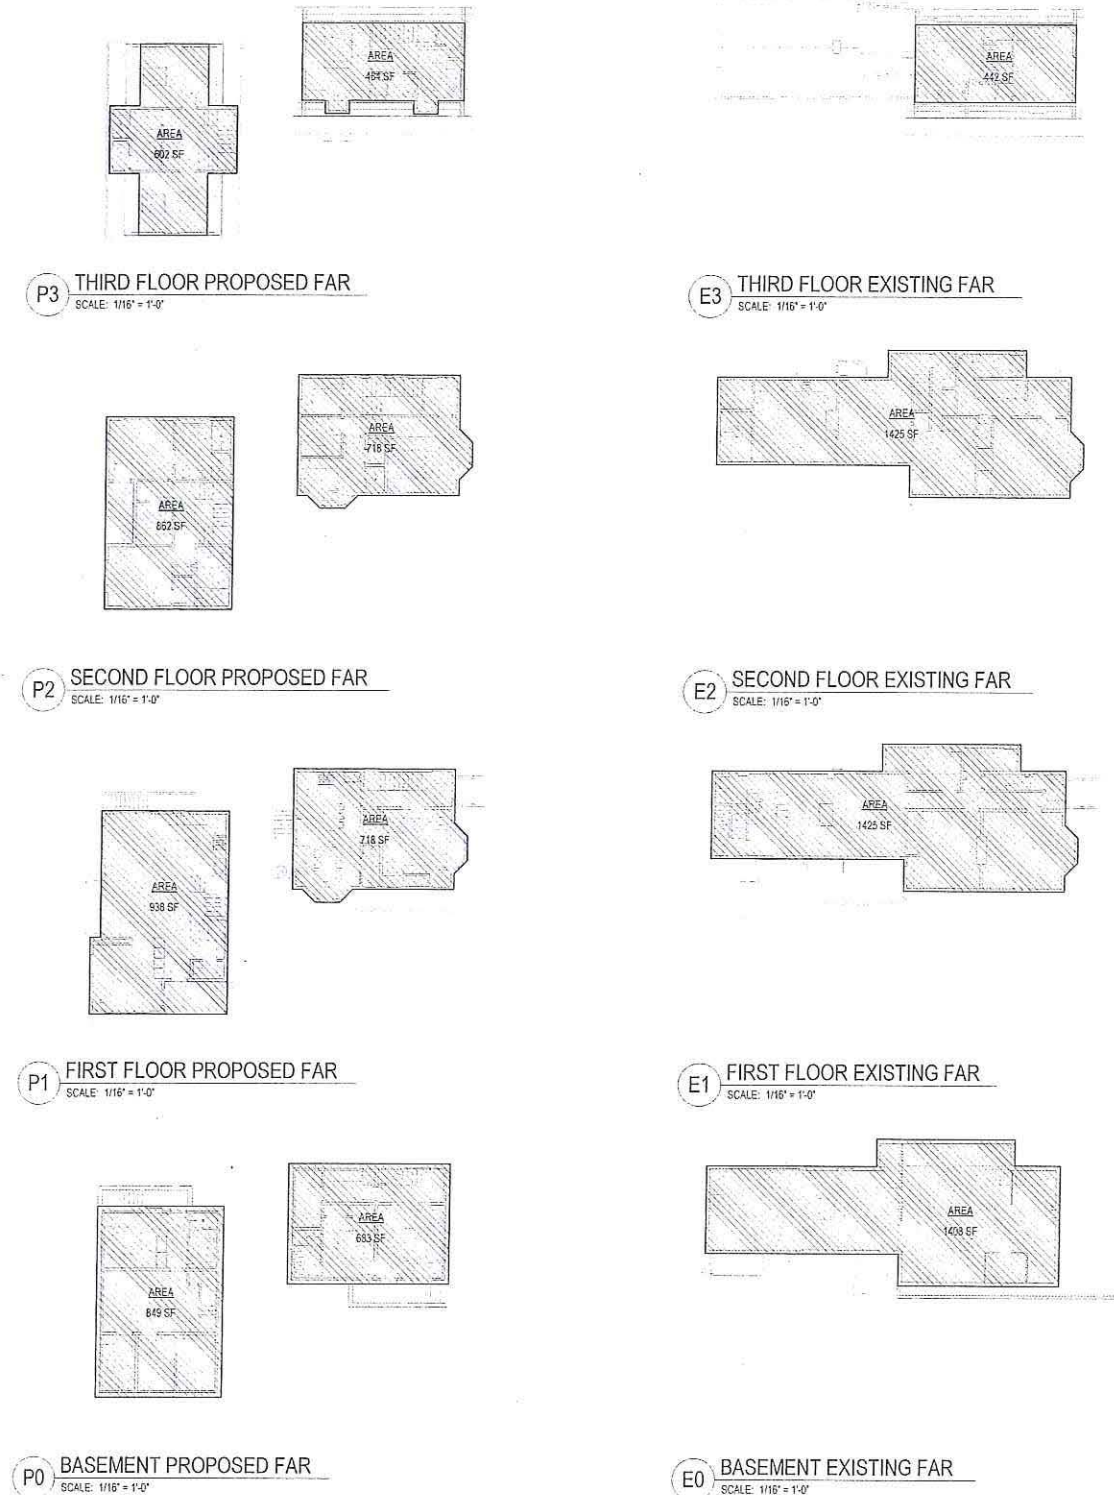 AREA
602 SF
AREA
464 SF
AREA
442 SF
P3 THIRD FLOOR PROPOSED FAR
SCALE: 1/16" = 1'-0"
E3 THIRD FLOOR EXISTING FAR
SCALE: 1/16" = 1'-0"
AREA
862 SF
AREA
718 SF
AREA
1425 SF
P2 SECOND FLOOR PROPOSED FAR
SCALE: 1/16" = 1'-0"
E2 SECOND FLOOR EXISTING FAR
SCALE: 1/16" = 1'-0"
AREA
938 SF
AREA
718 SF
AREA
1425 SF
P1 FIRST FLOOR PROPOSED FAR
SCALE: 1/16" = 1'-0"
E1 FIRST FLOOR EXISTING FAR
SCALE: 1/16" = 1'-0"
AREA
849 SF
AREA
683 SF
AREA
1408 SF
P0 BASEMENT PROPOSED FAR
SCALE: 1/16" = 1'-0"
E0 BASEMENT EXISTING FAR
SCALE: 1/16" = 1'-0"